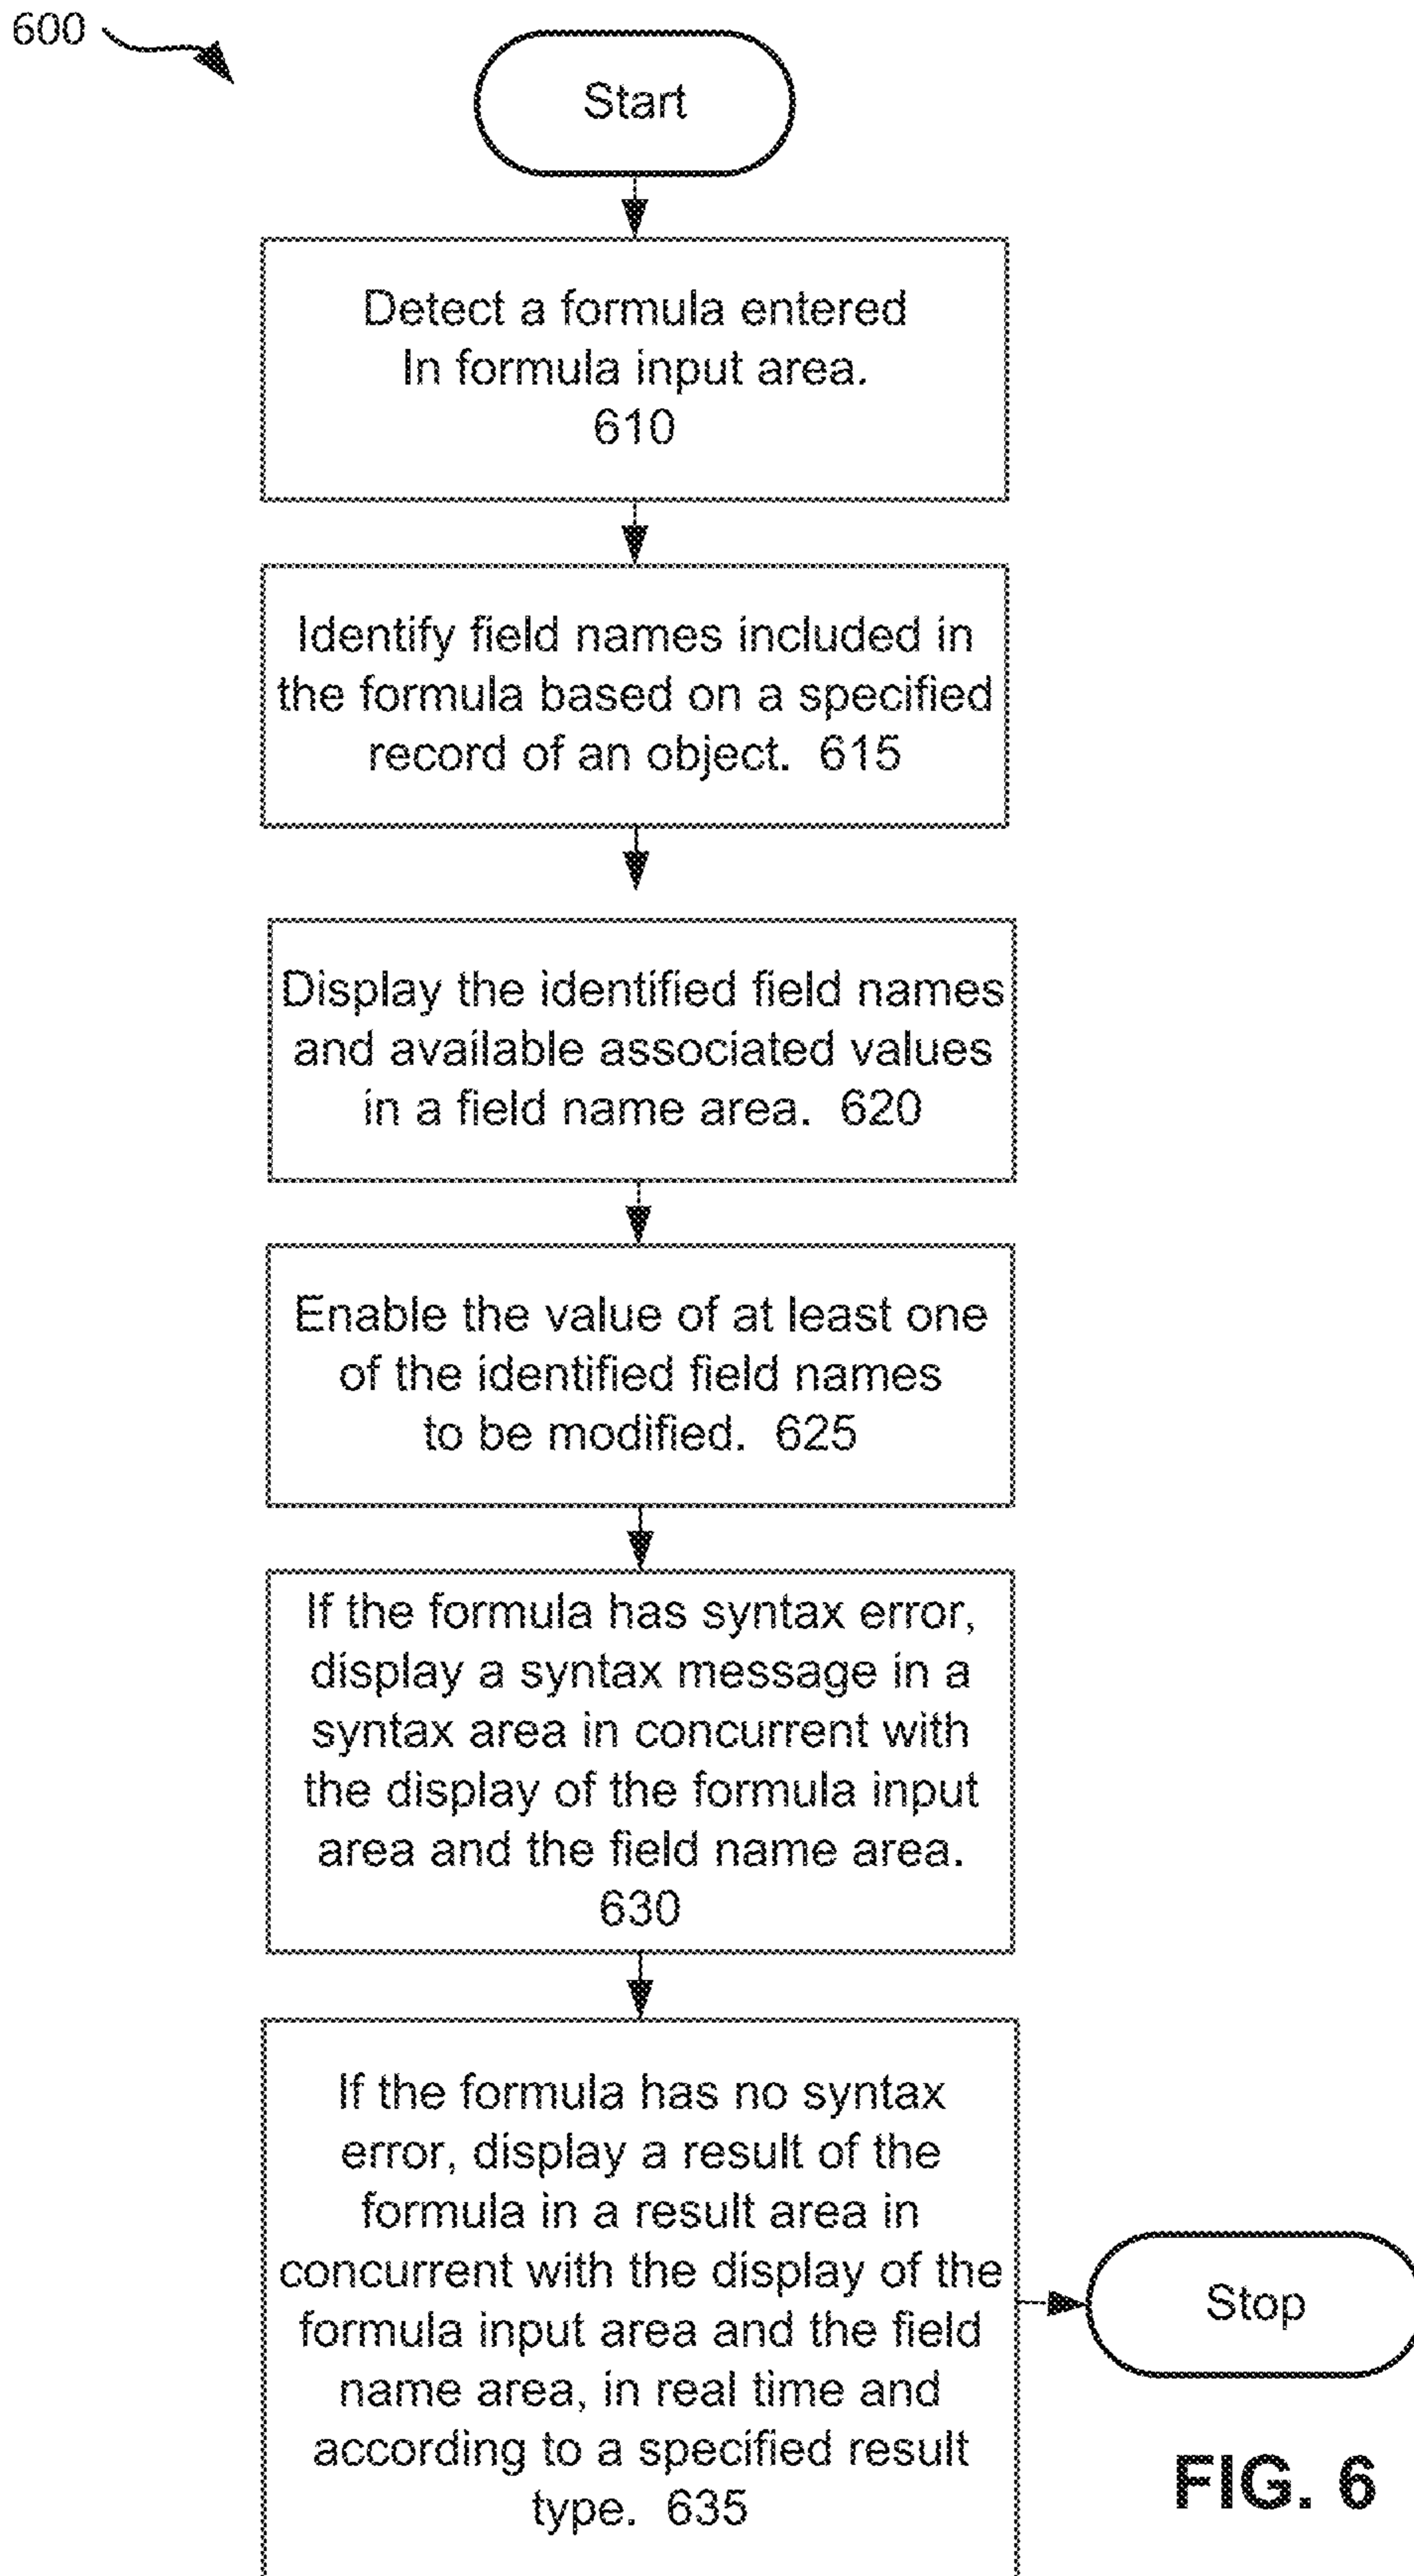 600
Start
Detect a formula entered
In formula input area.
610
Identify field names included in
the formula based on a specified
record of an object. 615
Display the identified field names
and available associated values
in a field name area. 620
Enable the value of at least one
of the identified field names
to be modified. 625
If the formula has syntax error,
display a syntax message in a
syntax area in concurrent with
the display of the formula input
area and the field name area.
630
If the formula has no syntax
error, display a result of the
formula in a result area in
concurrent with the display of the
formula input area and the field
name area, in real time and
according to a specified result
type. 635
Stop
FIG. 6